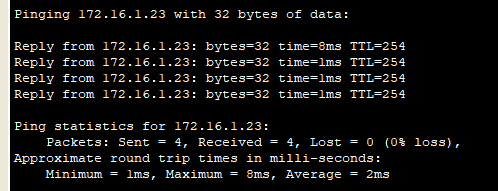 Pinging 172.16.1.23 with 32 bytes of data:
Reply from 172.16.1.23: bytes=32 time=8ms TTL=254
Reply from 172.16.1.23: bytes=32 time=1ms TTL=254
Reply from 172.16.1.23: bytes=32 time=1ms TTL=254
Reply from 172.16.1.23: bytes=32 time=1ms TTL=254
Ping statistics for 172.16.1.23:
Packets: Sent = 4, Received = 4, Lost = 0 (0% loss),
Approximate round trip times in milli-seconds:
Minimum = 1ms, Maximum = 8ms, Average = 2ms